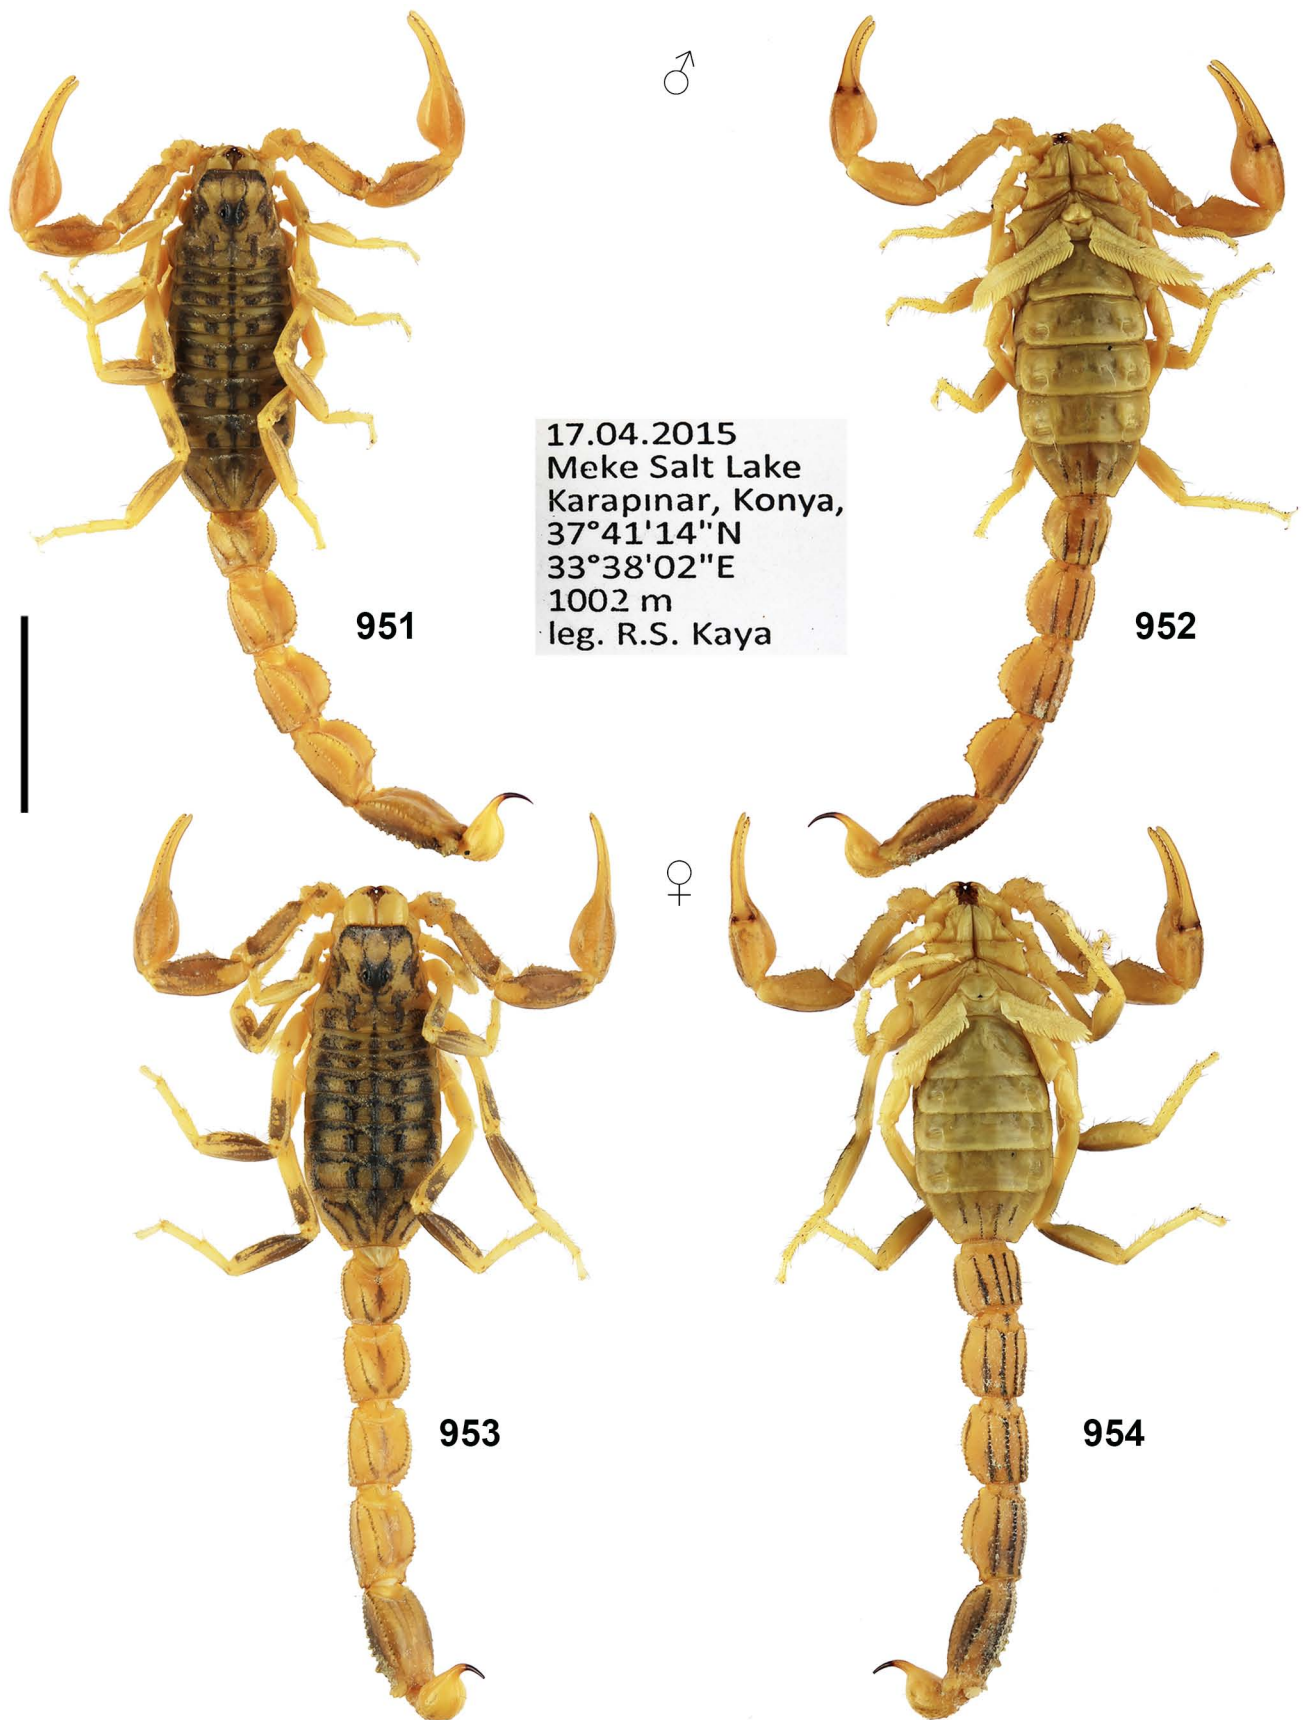 ♂
17.04.2015
Meke Salt Lake
Karapınar, Konya,
37°41'14"N
33°38'02"E
1002 m
leg. R.S. Kaya
951
952
♀
953
954